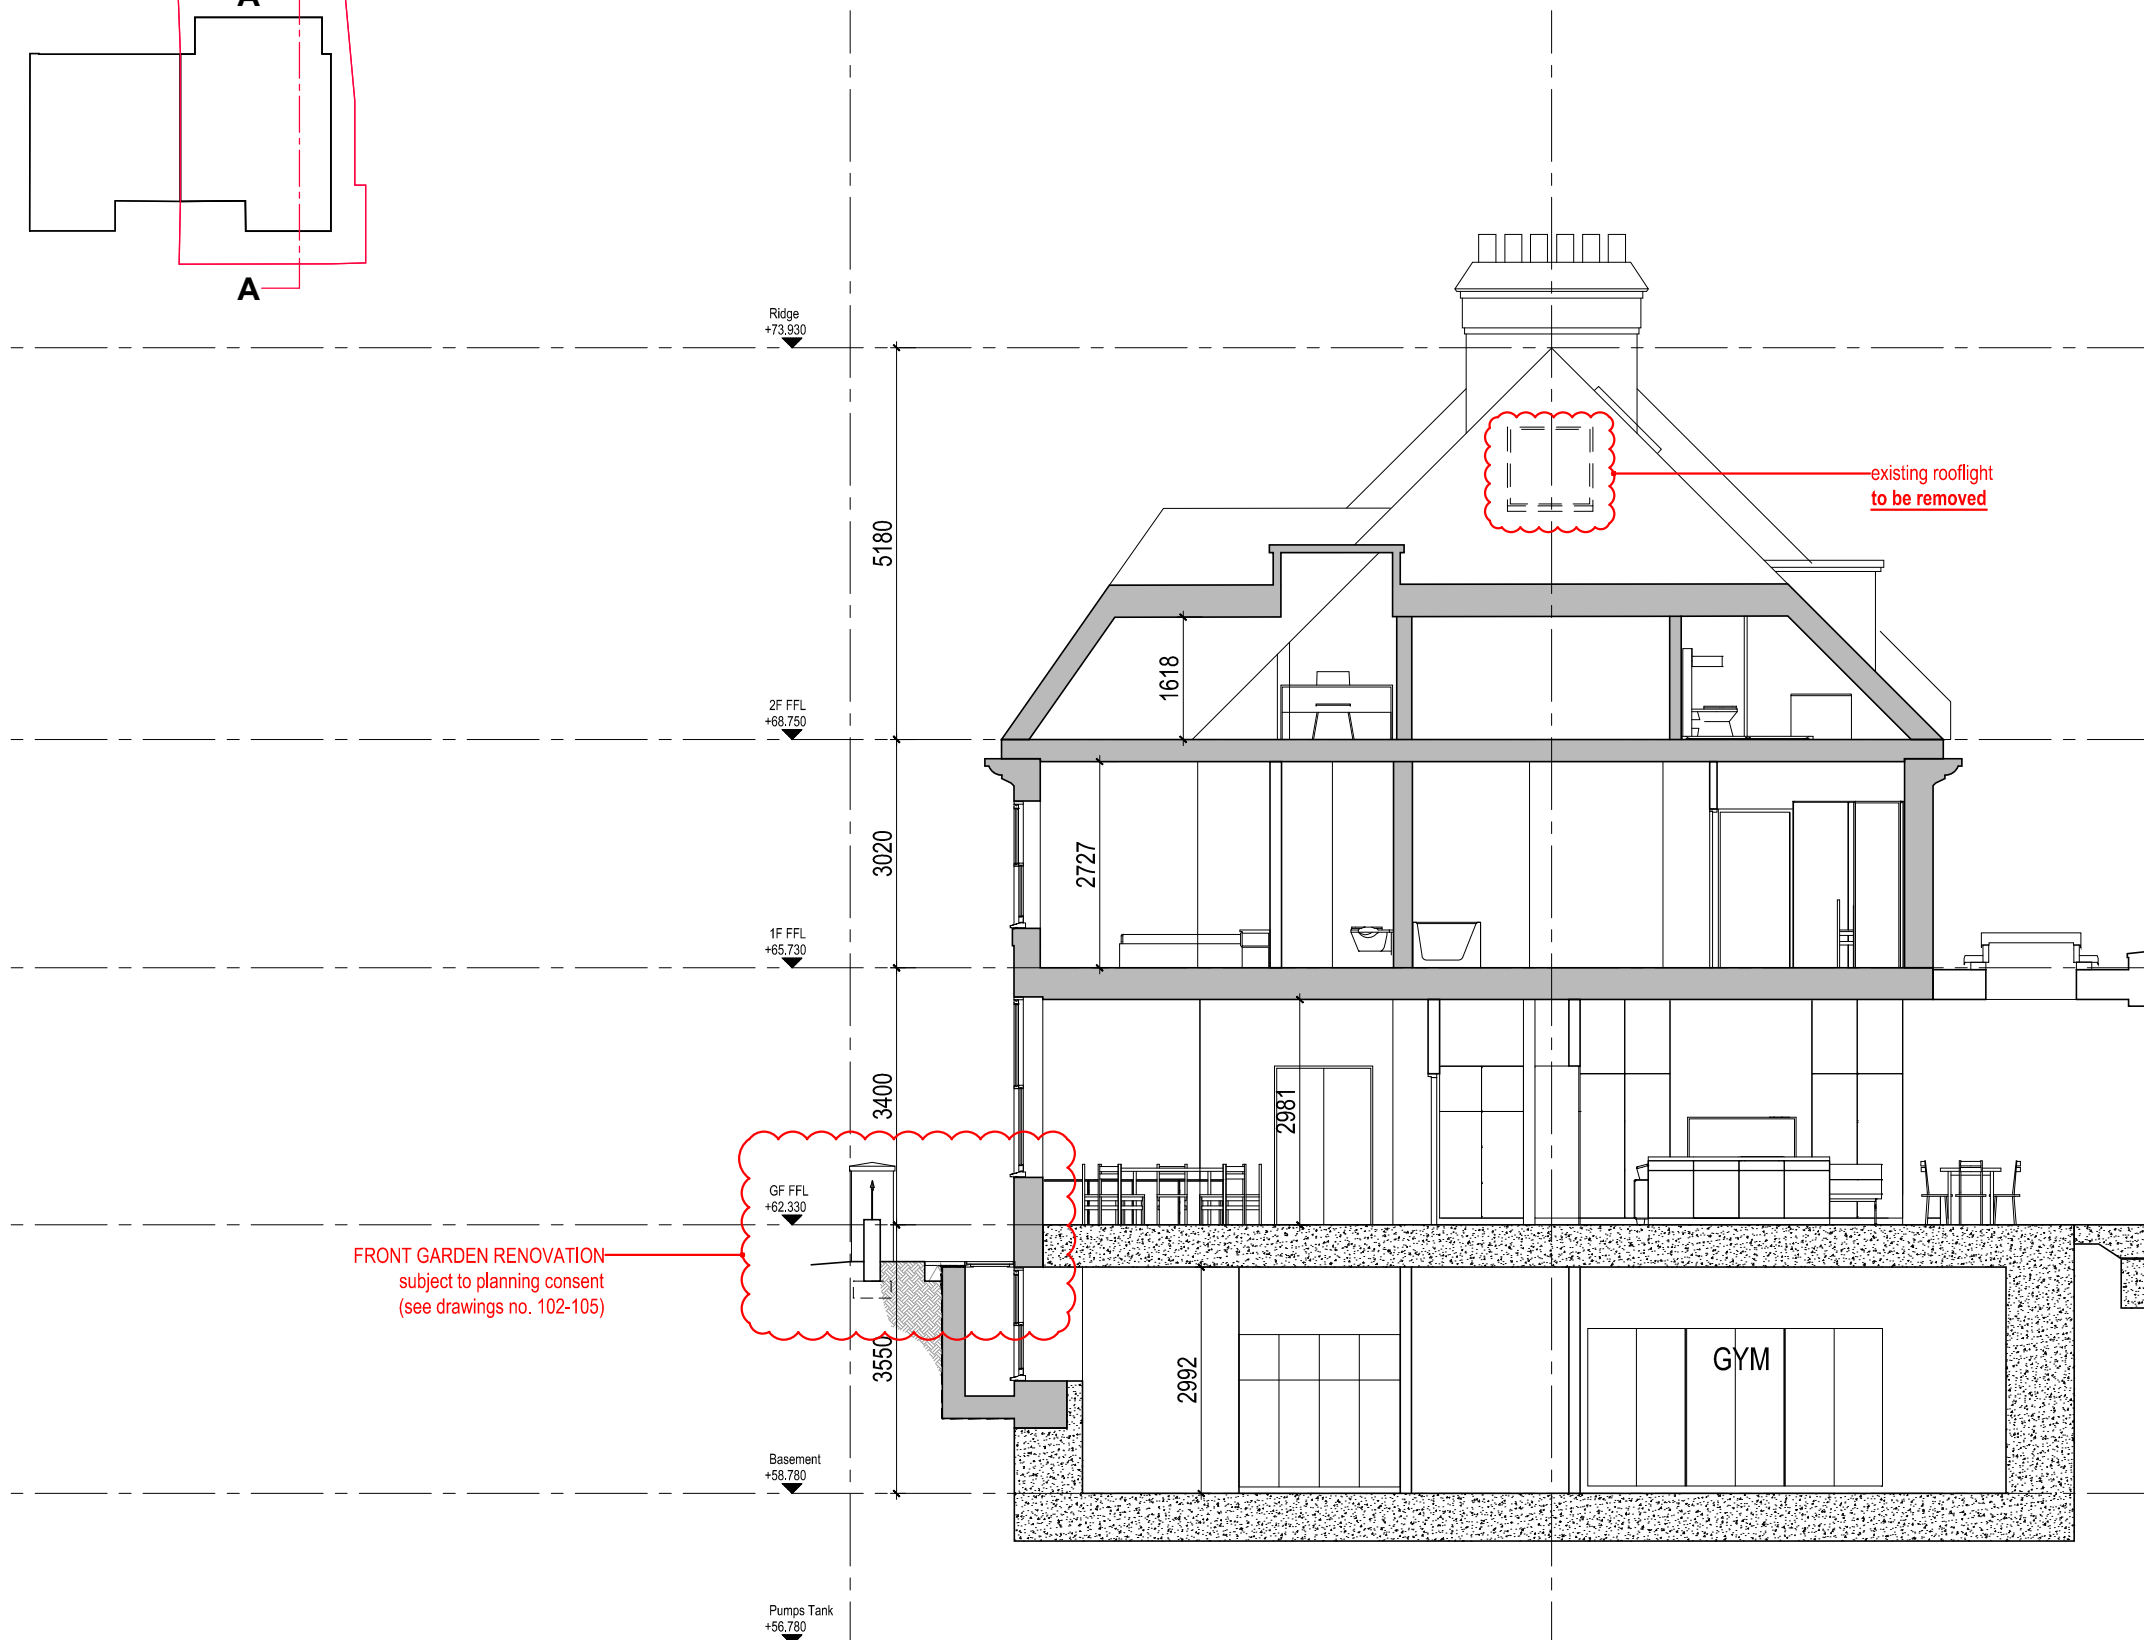 A
A
Ridge
+73.930
existing rooflight
to be removed
5180
1618
2F FFL
+68.750
3020
2727
1F FFL
+65.730
3400
2981
GF FFL
+62.330
FRONT GARDEN RENOVATION
subject to planning consent
(see drawings no. 102-105)
3550
2992
GYM
Basement
+58.780
Pumps Tank
+56.780